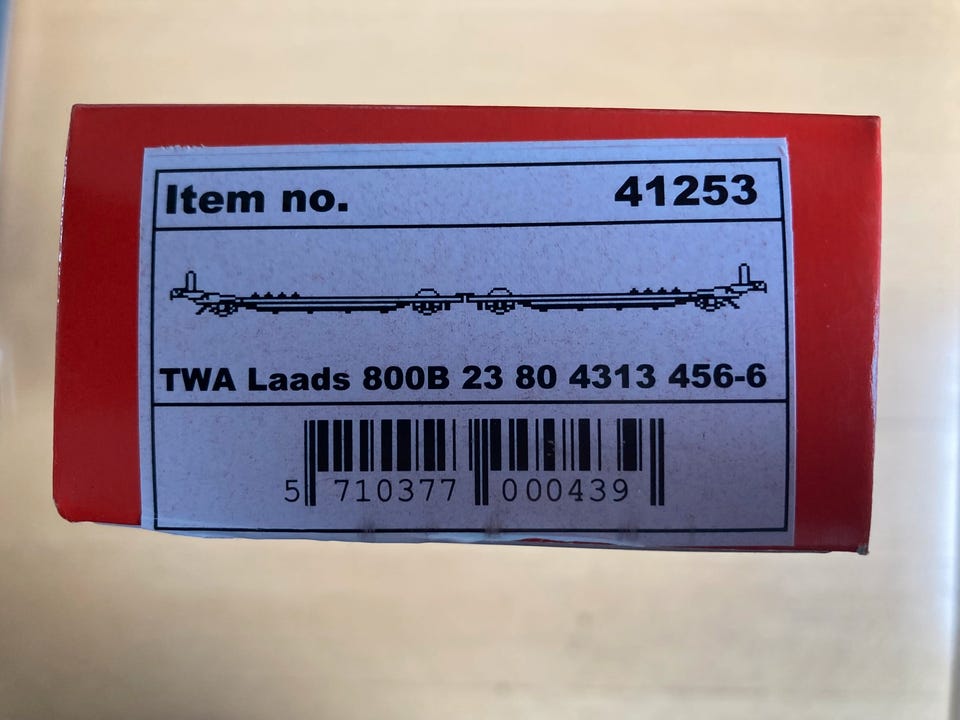 Item no. 41253
TWA Laads 800B 23 80 4313 456-6
5 710377 000439